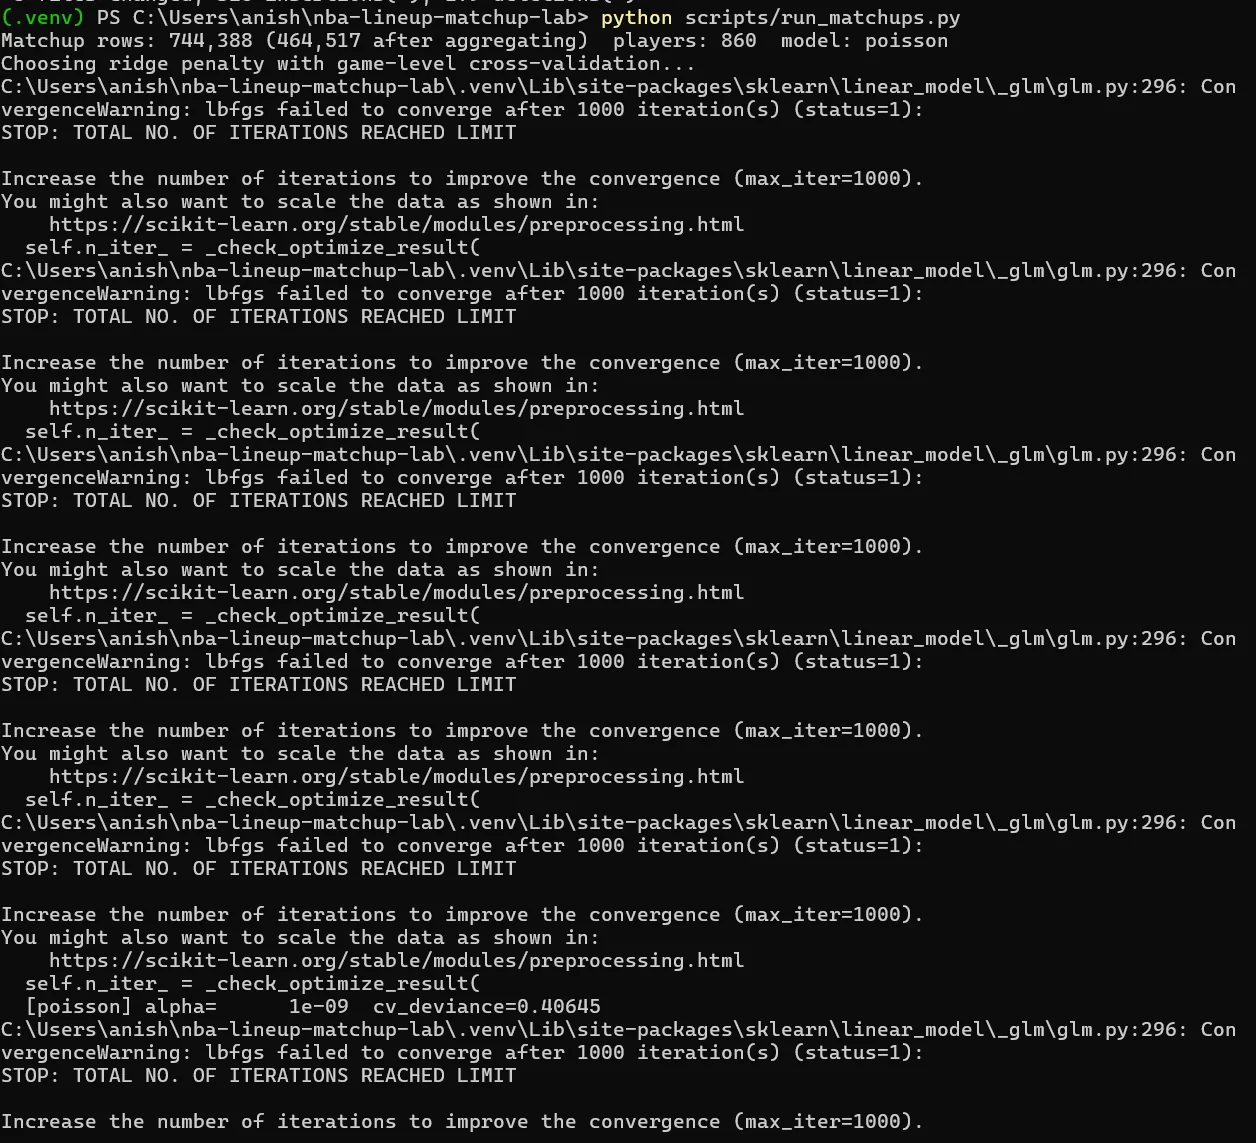 (.venv) PS C:\Users\anish\nba-lineup-matchup-lab> python scripts/run_matchups.py
Matchup rows: 744,388 (464,517 after aggregating)  players: 860  model: poisson
Choosing ridge penalty with game-level cross-validation...
C:\Users\anish\nba-lineup-matchup-lab\.venv\Lib\site-packages\sklearn\linear_model\_glm\glm.py:296: Con
vergenceWarning: lbfgs failed to converge after 1000 iteration(s) (status=1):
STOP: TOTAL NO. OF ITERATIONS REACHED LIMIT

Increase the number of iterations to improve the convergence (max_iter=1000).
You might also want to scale the data as shown in:
    https://scikit-learn.org/stable/modules/preprocessing.html
  self.n_iter_ = _check_optimize_result(
C:\Users\anish\nba-lineup-matchup-lab\.venv\Lib\site-packages\sklearn\linear_model\_glm\glm.py:296: Con
vergenceWarning: lbfgs failed to converge after 1000 iteration(s) (status=1):
STOP: TOTAL NO. OF ITERATIONS REACHED LIMIT

Increase the number of iterations to improve the convergence (max_iter=1000).
You might also want to scale the data as shown in:
    https://scikit-learn.org/stable/modules/preprocessing.html
  self.n_iter_ = _check_optimize_result(
C:\Users\anish\nba-lineup-matchup-lab\.venv\Lib\site-packages\sklearn\linear_model\_glm\glm.py:296: Con
vergenceWarning: lbfgs failed to converge after 1000 iteration(s) (status=1):
STOP: TOTAL NO. OF ITERATIONS REACHED LIMIT

Increase the number of iterations to improve the convergence (max_iter=1000).
You might also want to scale the data as shown in:
    https://scikit-learn.org/stable/modules/preprocessing.html
  self.n_iter_ = _check_optimize_result(
C:\Users\anish\nba-lineup-matchup-lab\.venv\Lib\site-packages\sklearn\linear_model\_glm\glm.py:296: Con
vergenceWarning: lbfgs failed to converge after 1000 iteration(s) (status=1):
STOP: TOTAL NO. OF ITERATIONS REACHED LIMIT

Increase the number of iterations to improve the convergence (max_iter=1000).
You might also want to scale the data as shown in:
    https://scikit-learn.org/stable/modules/preprocessing.html
  self.n_iter_ = _check_optimize_result(
C:\Users\anish\nba-lineup-matchup-lab\.venv\Lib\site-packages\sklearn\linear_model\_glm\glm.py:296: Con
vergenceWarning: lbfgs failed to converge after 1000 iteration(s) (status=1):
STOP: TOTAL NO. OF ITERATIONS REACHED LIMIT

Increase the number of iterations to improve the convergence (max_iter=1000).
You might also want to scale the data as shown in:
    https://scikit-learn.org/stable/modules/preprocessing.html
  self.n_iter_ = _check_optimize_result(
  [poisson] alpha=      1e-09  cv_deviance=0.40645
C:\Users\anish\nba-lineup-matchup-lab\.venv\Lib\site-packages\sklearn\linear_model\_glm\glm.py:296: Con
vergenceWarning: lbfgs failed to converge after 1000 iteration(s) (status=1):
STOP: TOTAL NO. OF ITERATIONS REACHED LIMIT

Increase the number of iterations to improve the convergence (max_iter=1000).